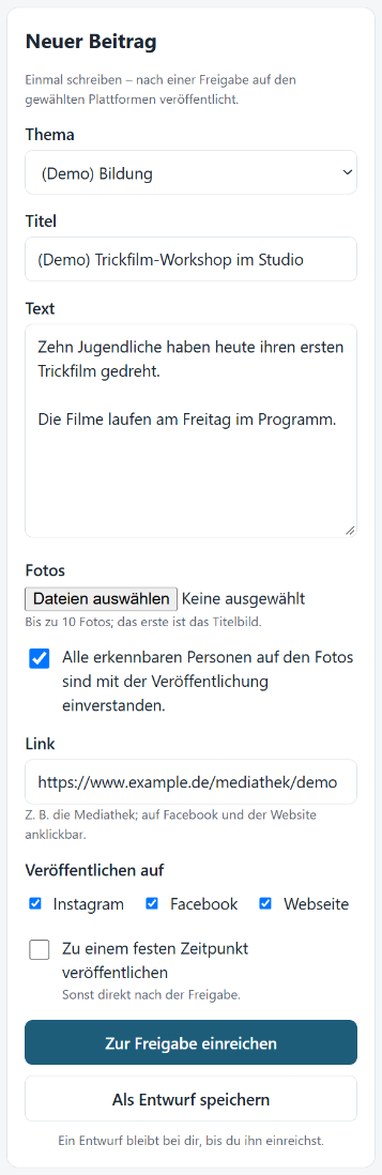 Neuer Beitrag
Einmal schreiben – nach einer Freigabe auf den
gewählten Plattformen veröffentlicht.
Thema
(Demo) Bildung
Titel
(Demo) Trickfilm-Workshop im Studio
Text
Zehn Jugendliche haben heute ihren ersten
Trickfilm gedreht.
Die Filme laufen am Freitag im Programm.
Fotos
Dateien auswählen Keine ausgewählt
Bis zu 10 Fotos; das erste ist das Titelbild.
Alle erkennbaren Personen auf den Fotos
sind mit der Veröffentlichung
einverstanden.
Link
https://www.example.de/mediathek/demo
Z. B. die Mediathek; auf Facebook und der Website
anklickbar.
Veröffentlichen auf
Instagram Facebook Webseite
Zu einem festen Zeitpunkt
veröffentlichen
Sonst direkt nach der Freigabe.
Zur Freigabe einreichen
Als Entwurf speichern
Ein Entwurf bleibt bei dir, bis du ihn einreichst.